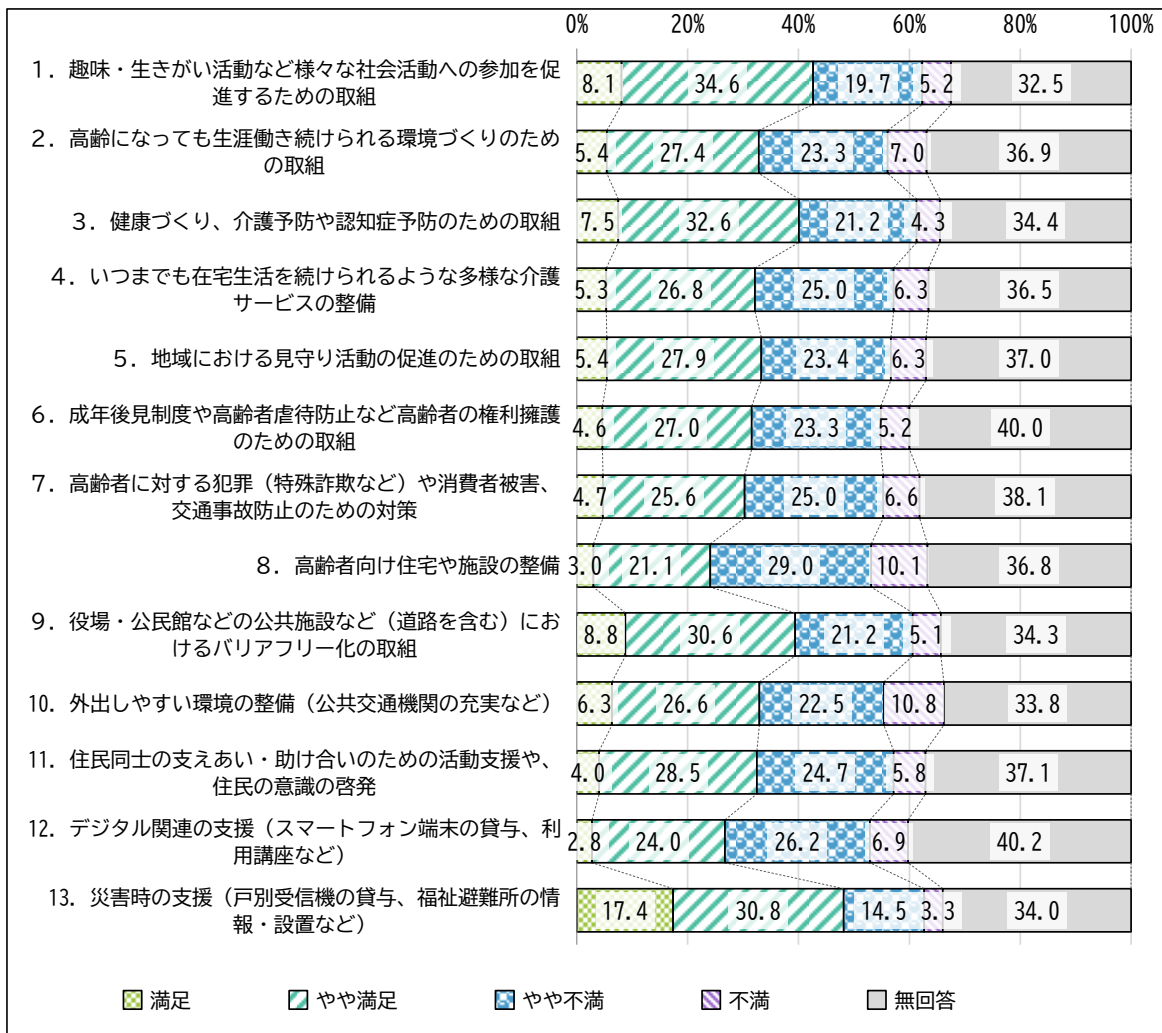 0% 20% 40% 60% 80% 100%
1．趣味・生きがい活動など様々な社会活動への参加を促
進するための取組
8.1 34.6 19.7 5.2 32.5
2．高齢になっても生涯働き続けられる環境づくりのため
の取組
5.4 27.4 23.3 7.0 36.9
3．健康づくり、介護予防や認知症予防のための取組
7.5 32.6 21.2 4.3 34.4
4．いつまでも在宅生活を続けられるような多様な介護
サービスの整備
5.3 26.8 25.0 6.3 36.5
5．地域における見守り活動の促進のための取組
5.4 27.9 23.4 6.3 37.0
6．成年後見制度や高齢者虐待防止など高齢者の権利擁護
のための取組
4.6 27.0 23.3 5.2 40.0
7．高齢者に対する犯罪（特殊詐欺など）や消費者被害、
交通事故防止のための対策
4.7 25.6 25.0 6.6 38.1
8．高齢者向け住宅や施設の整備
3.0 21.1 29.0 10.1 36.8
9．役場・公民館などの公共施設など（道路を含む）にお
けるバリアフリー化の取組
8.8 30.6 21.2 5.1 34.3
10．外出しやすい環境の整備（公共交通機関の充実など）
6.3 26.6 22.5 10.8 33.8
11．住民同士の支えあい・助け合いのための活動支援や、
住民の意識の啓発
4.0 28.5 24.7 5.8 37.1
12．デジタル関連の支援（スマートフォン端末の貸与、利
用講座など）
2.8 24.0 26.2 6.9 40.2
13．災害時の支援（戸別受信機の貸与、福祉避難所の情
報・設置など）
17.4 30.8 14.5 3.3 34.0
満足 やや満足 やや不満 不満 無回答